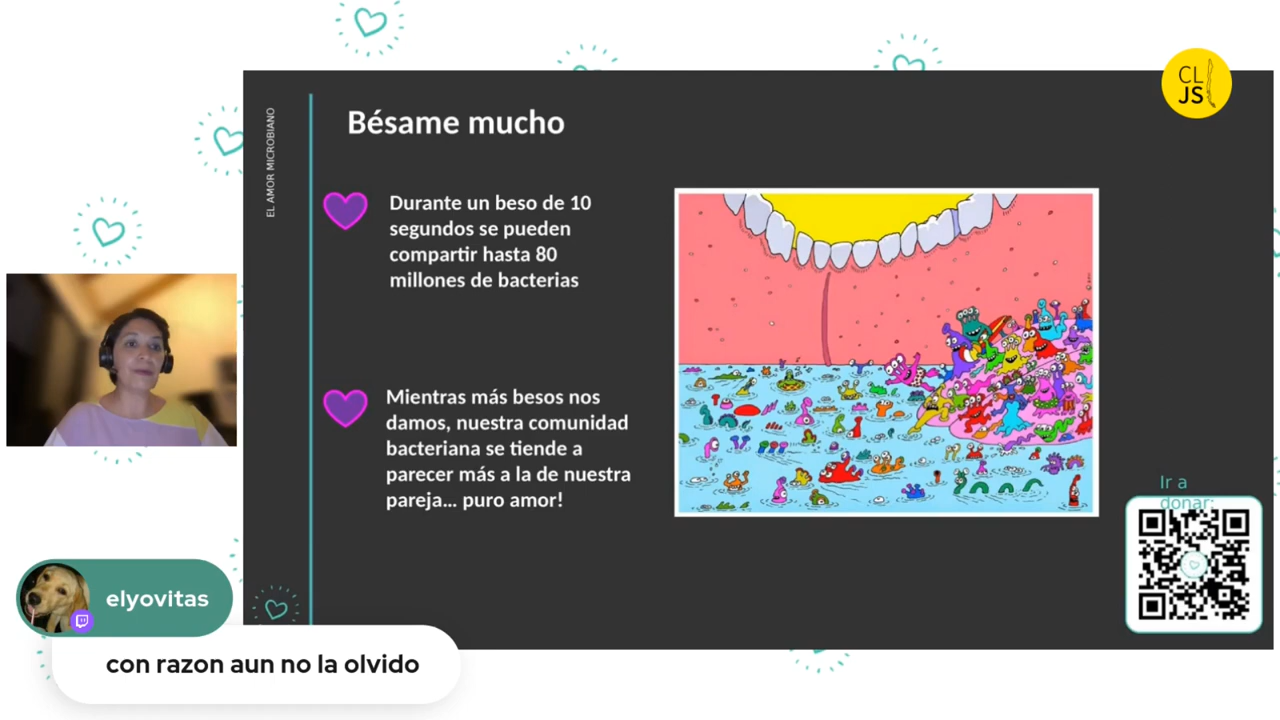 CL
JS
EL AMOR MICROBIANO
Bésame mucho
Durante un beso de 10
segundos se pueden
compartir hasta 80
millones de bacterias
Mientras más besos nos
damos, nuestra comunidad
bacteriana se tiende a
parecer más a la de nuestra
pareja... puro amor!
Ir a
donar:
elyovitas
con razon aun no la olvido